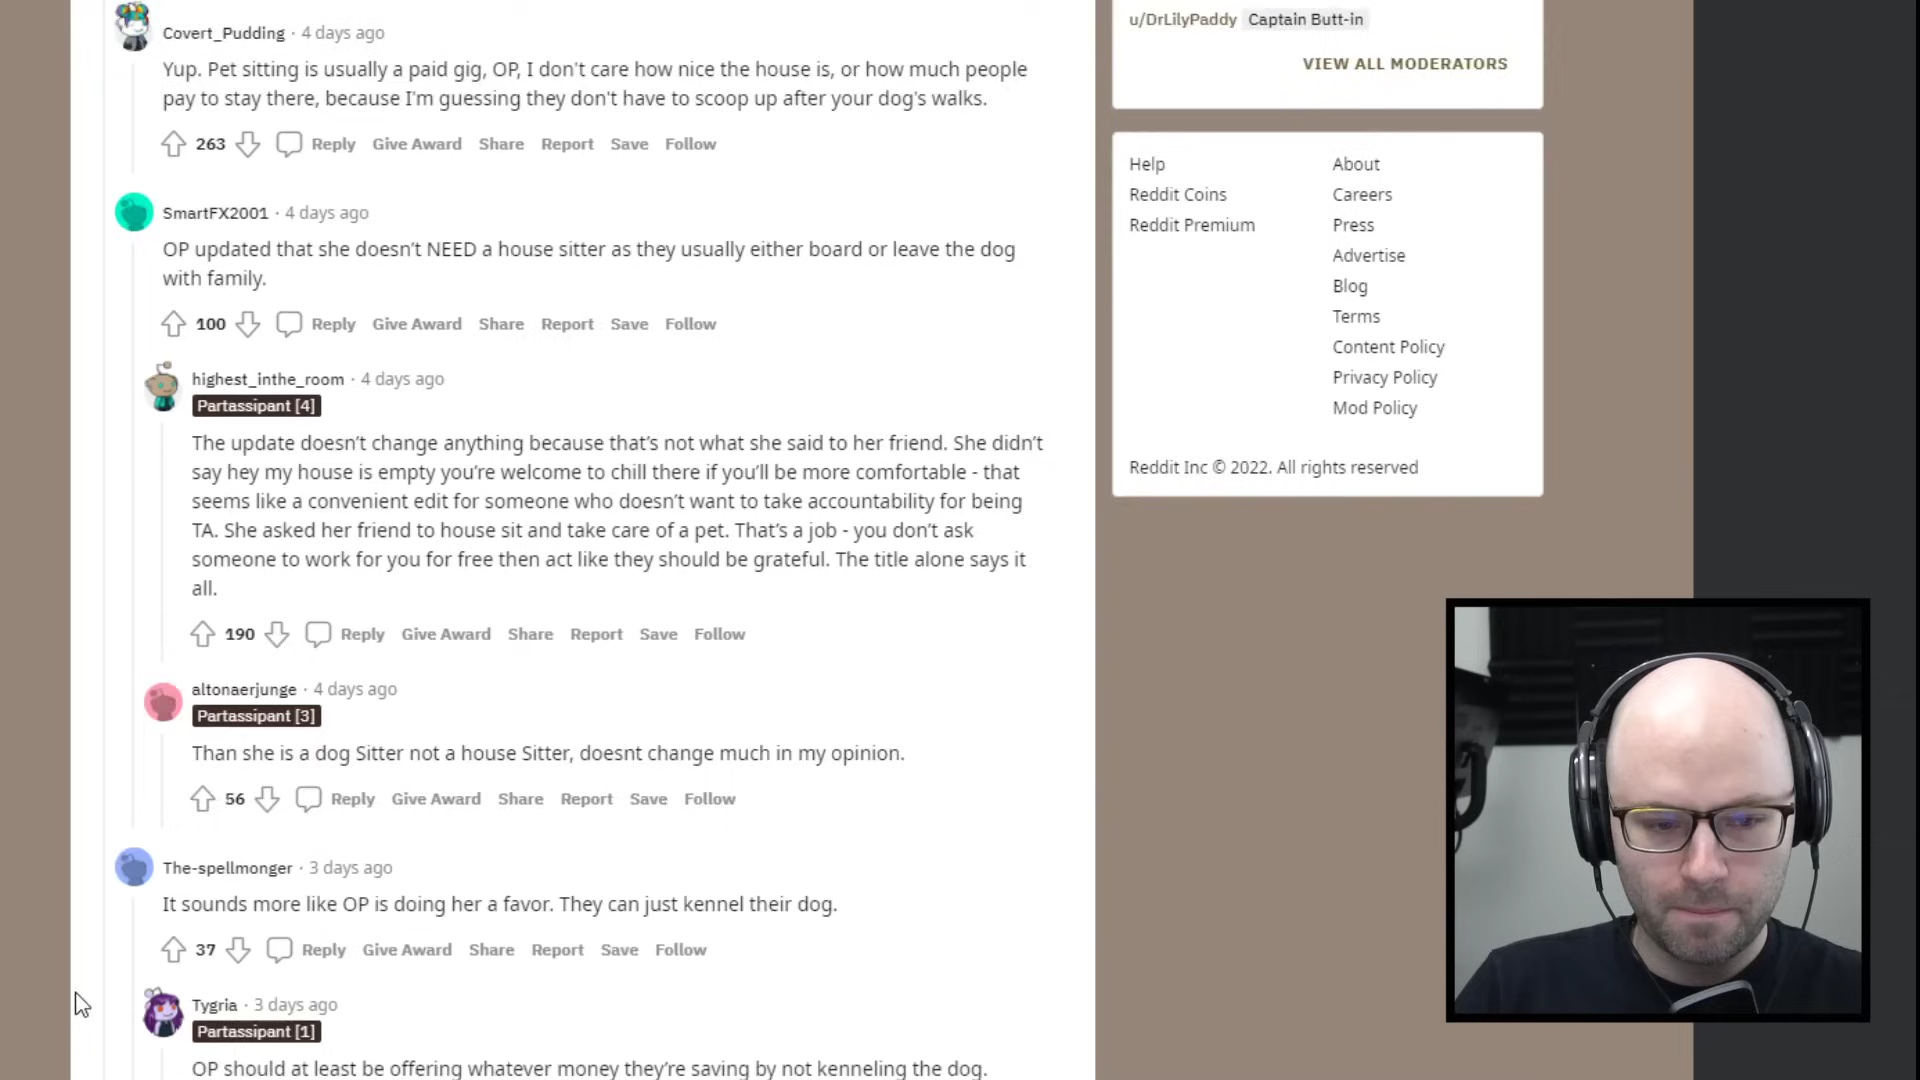 Covert_Pudding · 4 days ago
Yup. Pet sitting is usually a paid gig, OP, I don't care how nice the house is, or how much people
pay to stay there, because I'm guessing they don't have to scoop up after your dog's walks.
263 Reply Give Award Share Report Save Follow
SmartFX2001 · 4 days ago
OP updated that she doesn’t NEED a house sitter as they usually either board or leave the dog
with family.
100 Reply Give Award Share Report Save Follow
highest_inthe_room · 4 days ago
Partassipant [4]
The update doesn’t change anything because that’s not what she said to her friend. She didn’t
say hey my house is empty you’re welcome to chill there if you’ll be more comfortable - that
seems like a convenient edit for someone who doesn’t want to take accountability for being
TA. She asked her friend to house sit and take care of a pet. That’s a job - you don’t ask
someone to work for you for free then act like they should be grateful. The title alone says it
all.
190 Reply Give Award Share Report Save Follow
altonaerjunge · 4 days ago
Partassipant [3]
Than she is a dog Sitter not a house Sitter, doesnt change much in my opinion.
56 Reply Give Award Share Report Save Follow
The-spellmonger · 3 days ago
It sounds more like OP is doing her a favor. They can just kennel their dog.
37 Reply Give Award Share Report Save Follow
Tygria · 3 days ago
Partassipant [1]
OP should at least be offering whatever money they’re saving by not kenneling the dog.
u/DrLilyPaddy Captain Butt-in
VIEW ALL MODERATORS
Help About
Reddit Coins Careers
Reddit Premium Press
Advertise
Blog
Terms
Content Policy
Privacy Policy
Mod Policy
Reddit Inc © 2022. All rights reserved